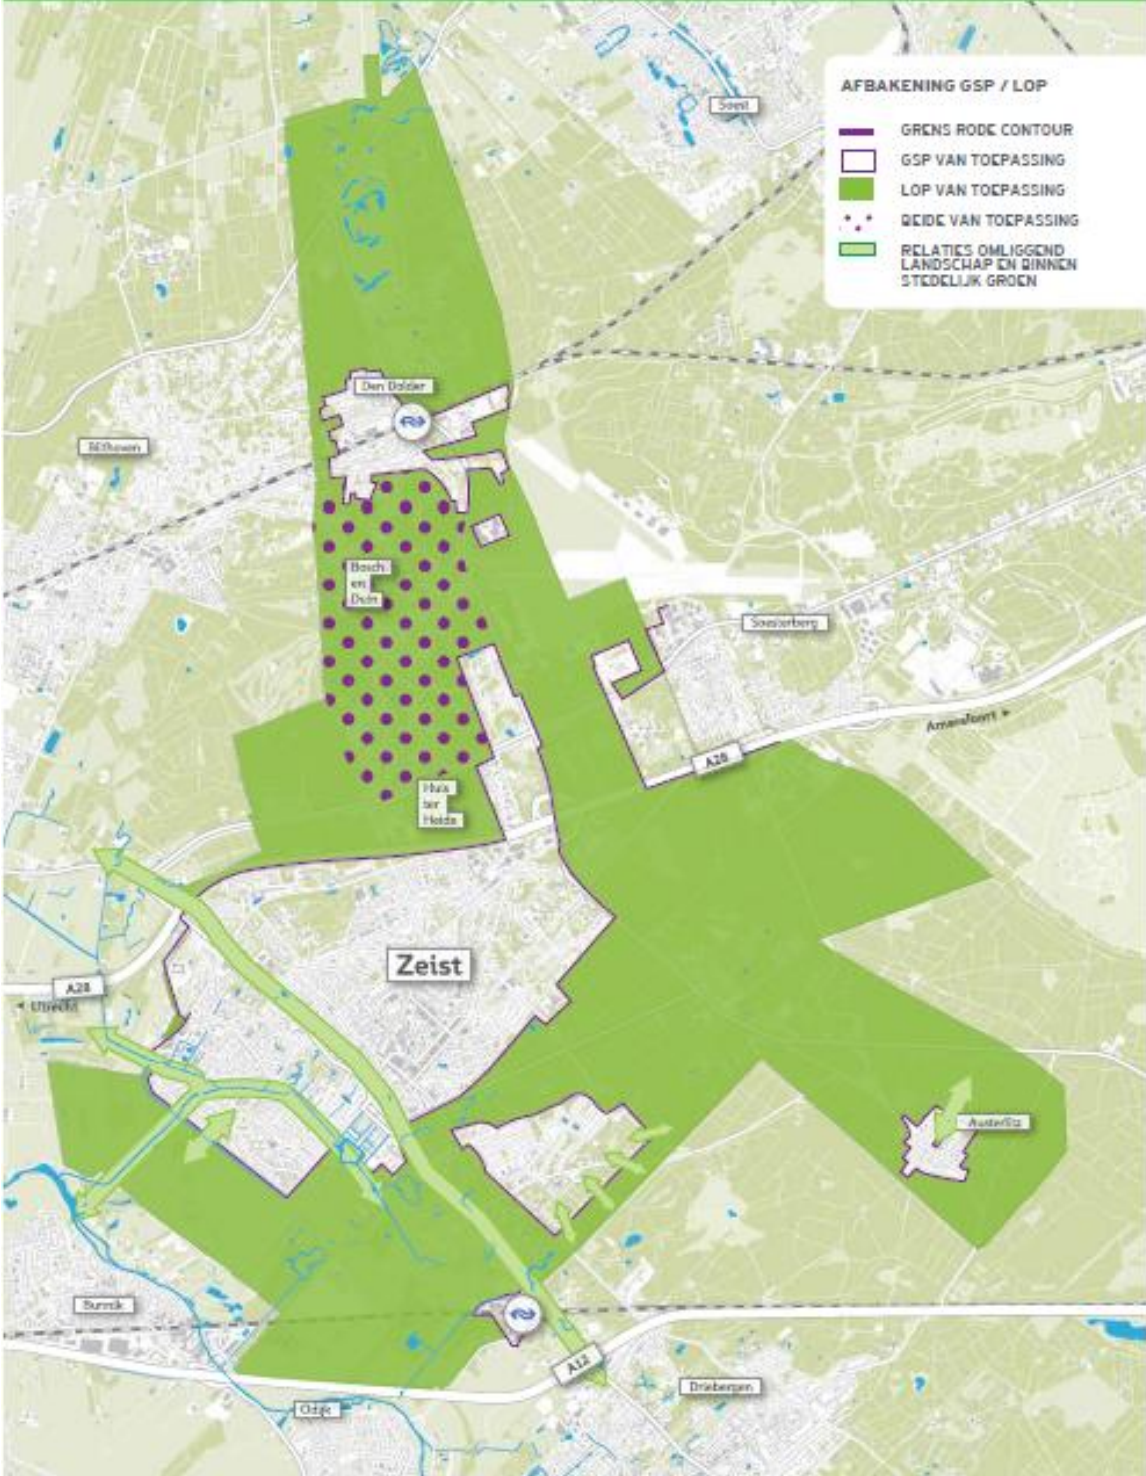 AFBAKENING GSP / LOP
GRENS RODE CONTOUR
GSP VAN TOEPASSING
LOP VAN TOEPASSING
BEIDE VAN TOEPASSING
RELATIES OMLIGGEND
LANDSCHAP EN BINNEN
STEDELIJK GROEN
Soest
Den Dolder
Bilthoven
Bosch
en
Duin
Soesterberg
Amersfoort ►
A28
Huis
ter
Heide
Zeist
A28
◄ Utrecht
Austerlitz
Bunnik
A12
Driebergen
Odijk